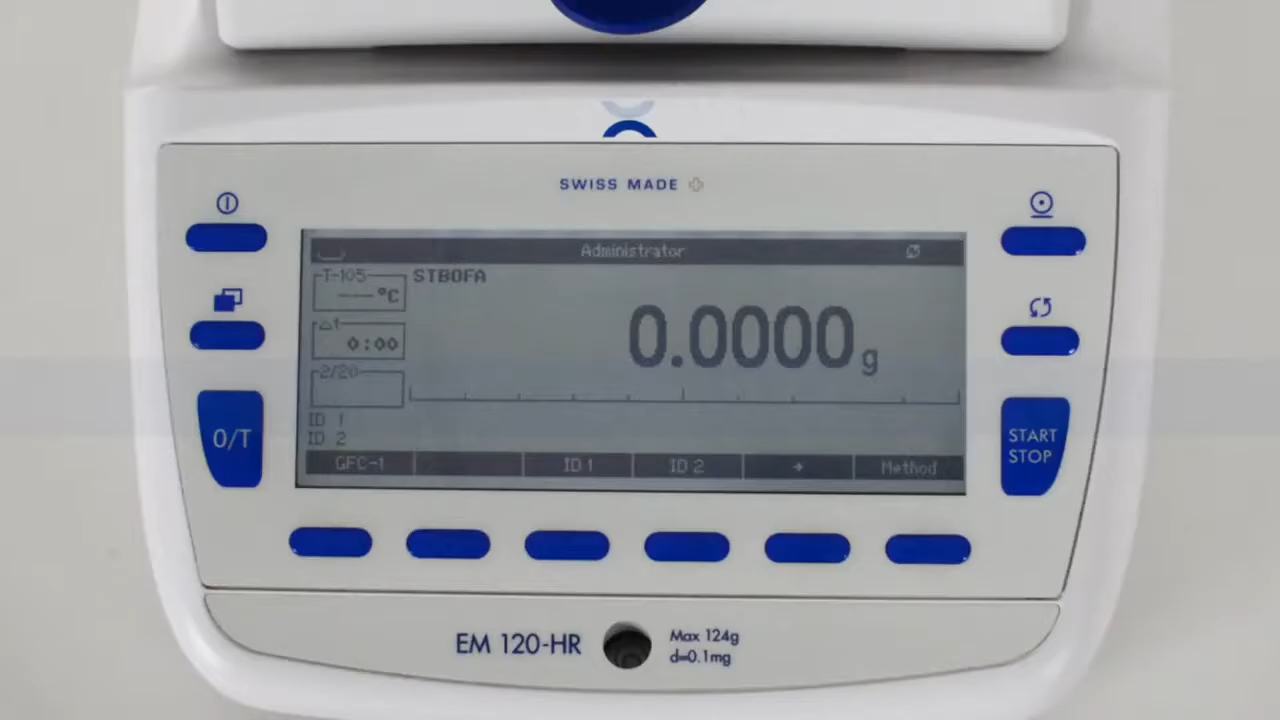 SWISS MADE
Administrator
T-105
---°C
STBOFA
0.0000 g
△1
0:00
2/20
ID 1
ID 2
GFC-1
ID 1
ID 2
→
Method
0/T
START
STOP
EM 120-HR
Max 124g
d=0.1mg